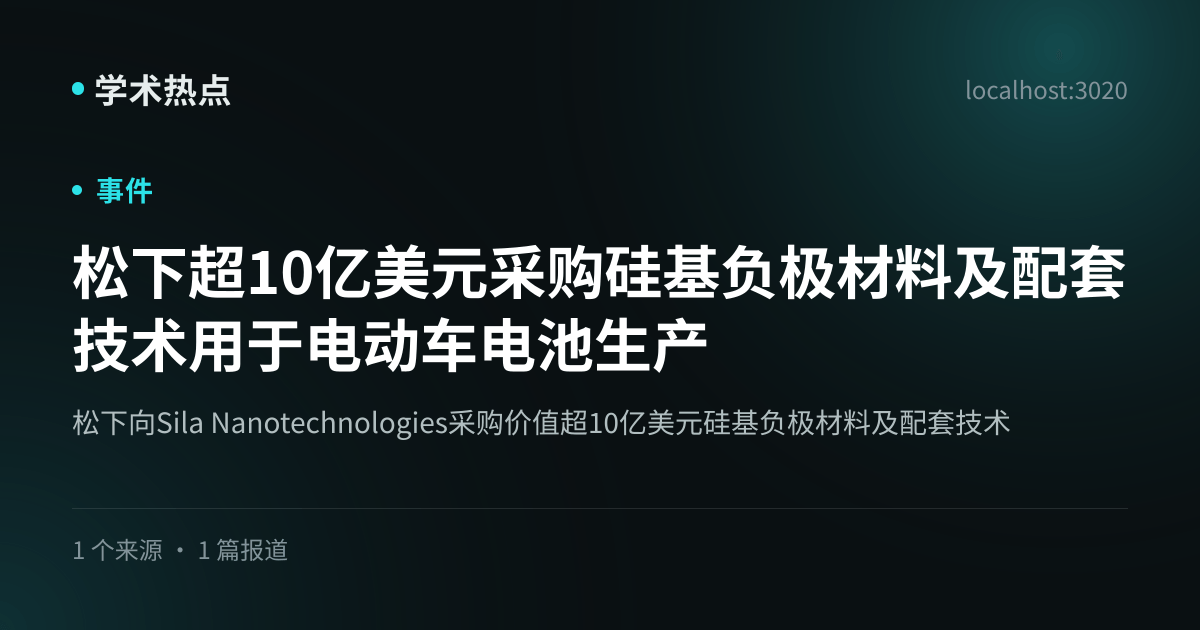 学术热点
localhost:3020
事件
松下超10亿美元采购硅基负极材料及配套
技术用于电动车电池生产
松下向Sila Nanotechnologies采购价值超10亿美元硅基负极材料及配套技术
1 个来源 · 1 篇报道